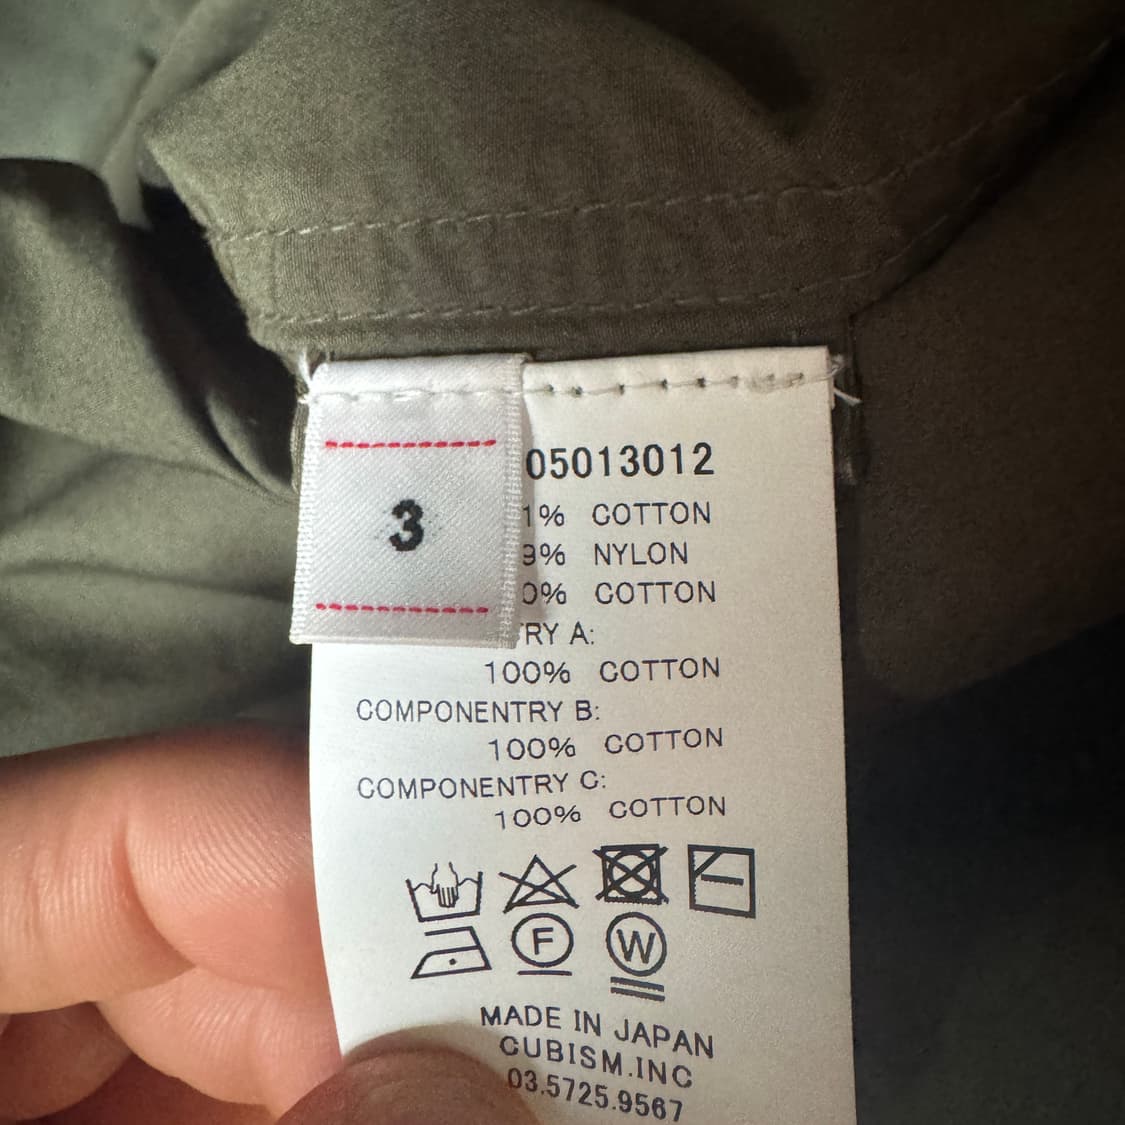 3
05013012
1% COTTON
9% NYLON
0% COTTON
RY A:
100% COTTON
COMPONENTRY B:
100% COTTON
COMPONENTRY C:
100% COTTON
F
W
MADE IN JAPAN
CUBISM.INC
03.5725.9567